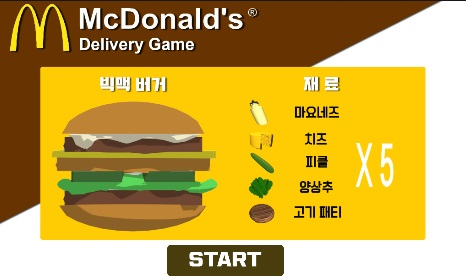 McDonald's®
Delivery Game
빅맥 버거
재 료
마요네즈
치즈
피클
양상추
고기 패티
X 5
START